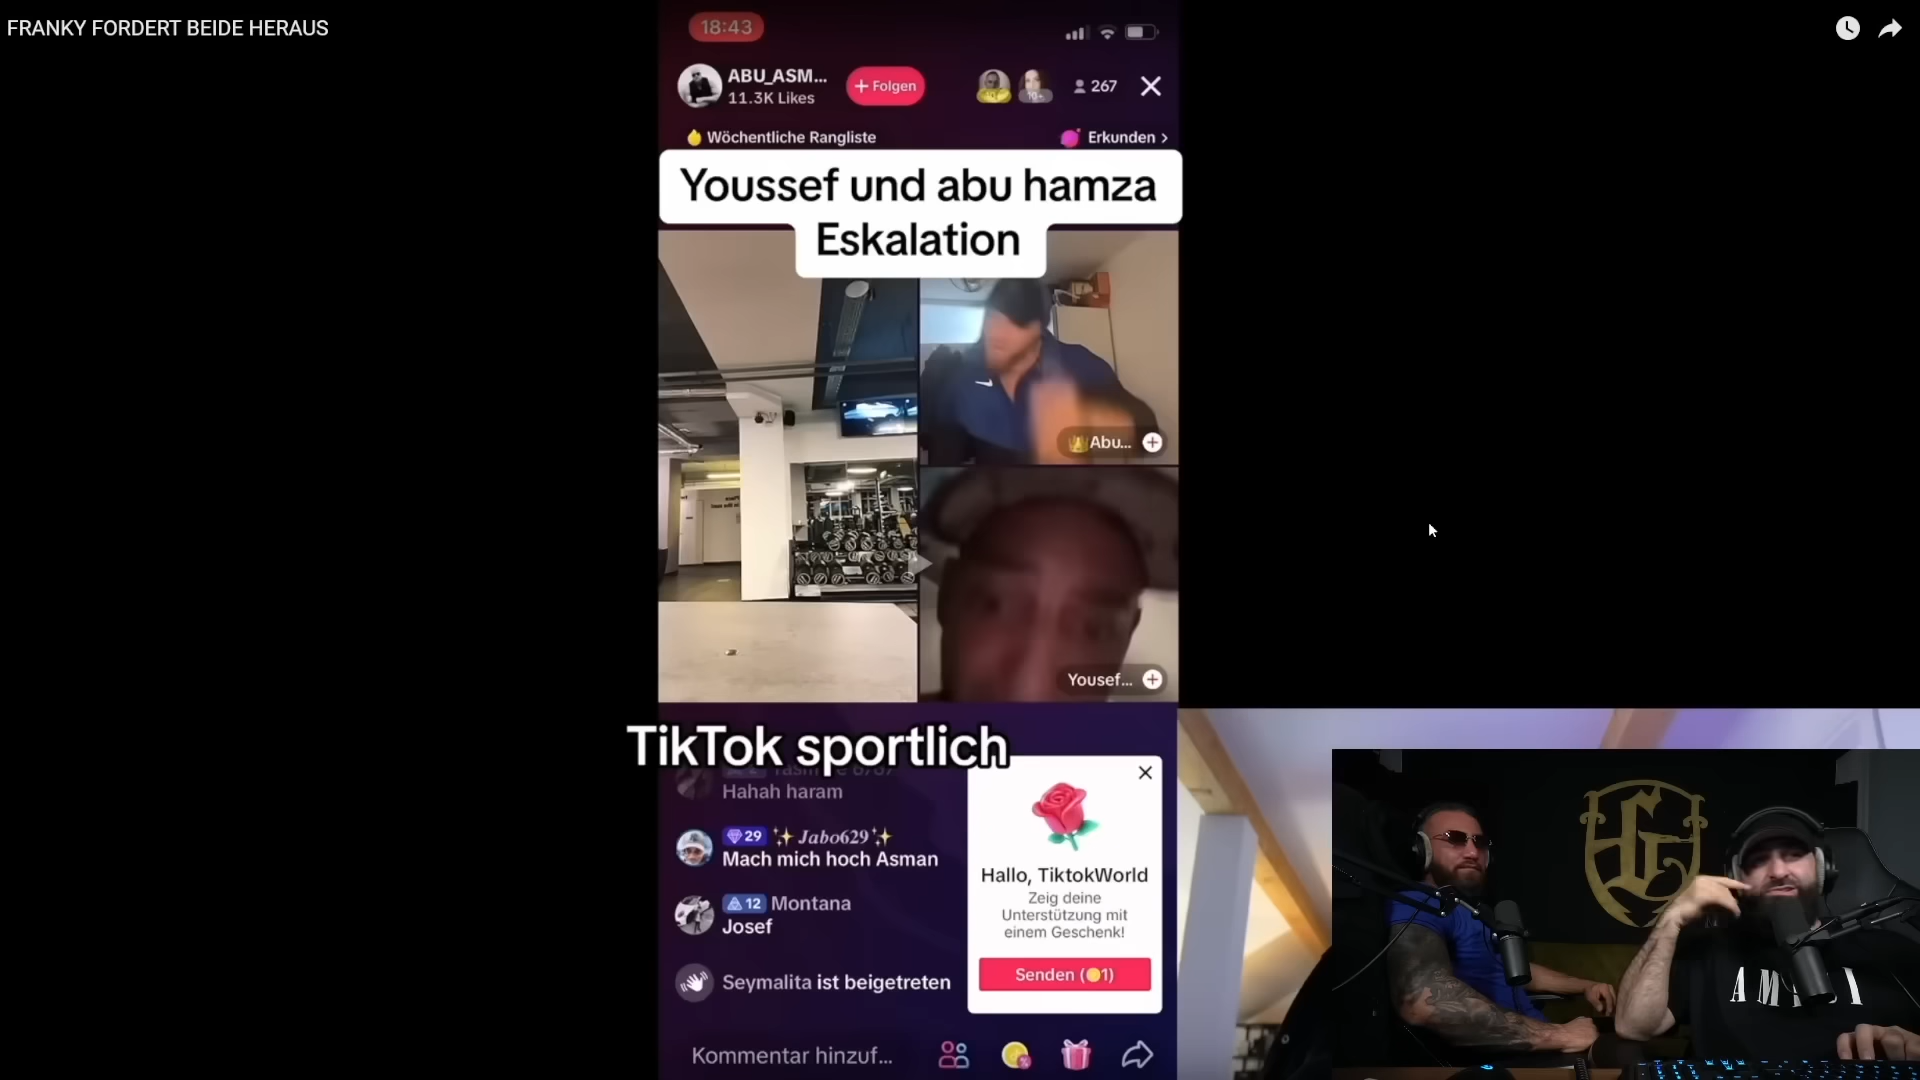 FRANKY FORDERT BEIDE HERAUS
18:43
ABU_ASM...
11.3K Likes
+ Folgen
10+
267
Wöchentliche Rangliste
Erkunden >
Youssef und abu hamza
Eskalation
Abu...
Yousef...
TikTok sportlich
Hahah haram
29 ✨Jabo629✨
Mach mich hoch Asman
12 Montana
Josef
Seymalita ist beigetreten
Hallo, TiktokWorld
Zeig deine
Unterstützung mit
einem Geschenk!
Senden (1)
Kommentar hinzuf...